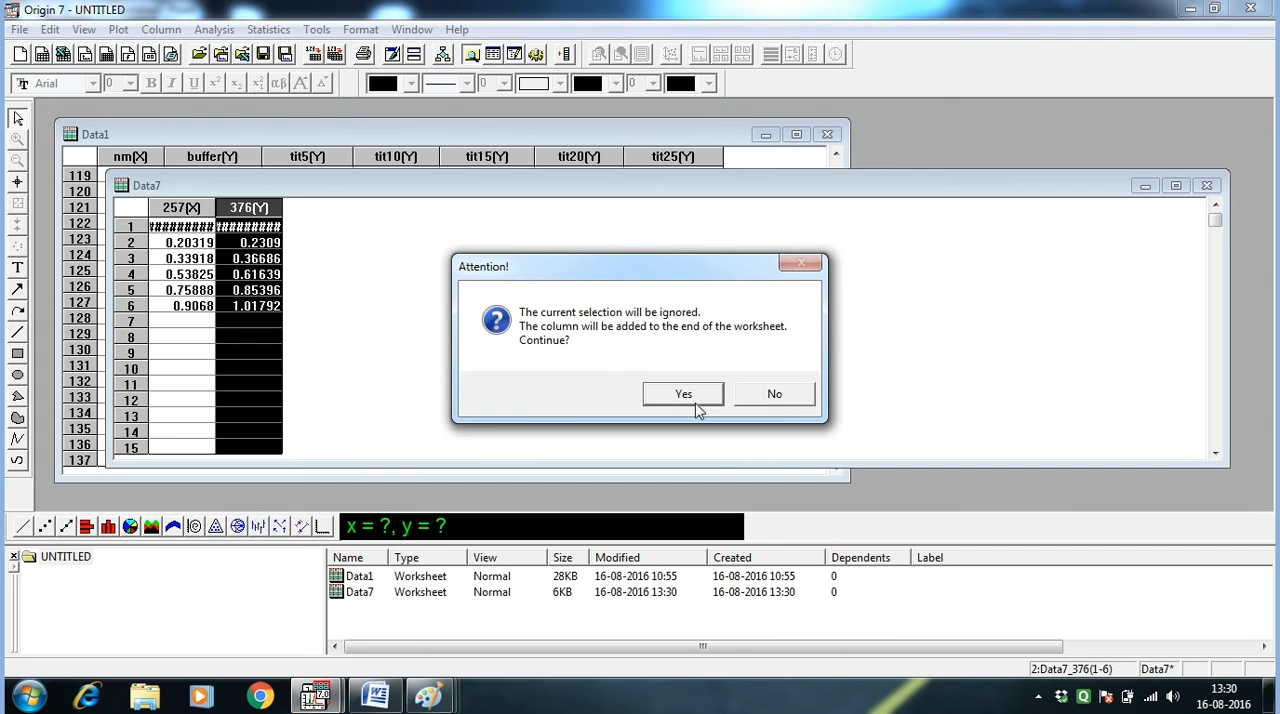 Origin 7 - UNTITLED
File Edit View Plot Column Analysis Statistics Tools Format Window Help
Arial 0 B I U x² x₂ αβ A A 0 0
Data1
nm(X) buffer(Y) tit5(Y) tit10(Y) tit15(Y) tit20(Y) tit25(Y)
119
120
121
122
123
124
125
126
127
128
129
130
131
132
133
134
135
136
137
Data7
257(X) 376(Y)
1 ######### #########
2 0.20319 0.2309
3 0.33918 0.36686
4 0.53825 0.61639
5 0.75888 0.85396
6 0.9068 1.01792
7
8
9
10
11
12
13
14
15
Attention!
The current selection will be ignored.
The column will be added to the end of the worksheet.
Continue?
Yes No
x = ?, y = ?
UNTITLED
Name Type View Size Modified Created Dependents Label
Data1 Worksheet Normal 28KB 16-08-2016 10:55 16-08-2016 10:55 0
Data7 Worksheet Normal 6KB 16-08-2016 13:30 16-08-2016 13:30 0
2:Data7_376(1-6) Data7*
13:30
16-08-2016